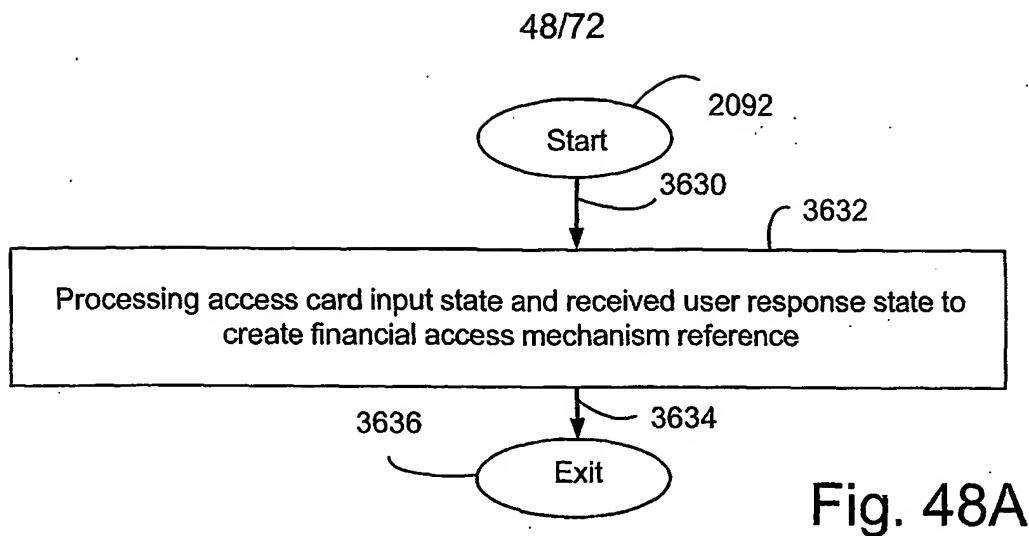 48/72
2092
Start
3630
3632
Processing access card input state and received user response state to
create financial access mechanism reference
3634
3636
Exit
Fig. 48A